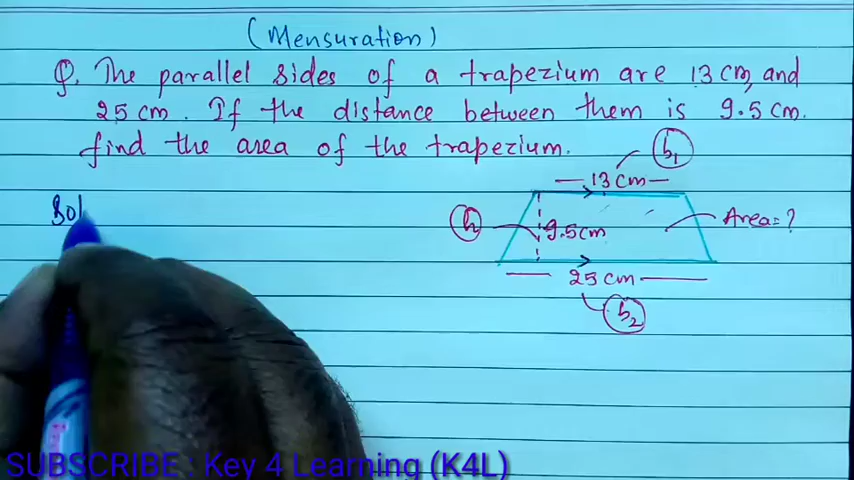 (Mensuration)
Q. The parallel sides of a trapezium are 13 cm, and
25 cm. If the distance between them is 9.5 cm.
find the area of the trapezium.
b1
13 cm
Sol
h
9.5cm
Area=?
25 cm
b2
SUBSCRIBE : Key 4 Learning (K4L)